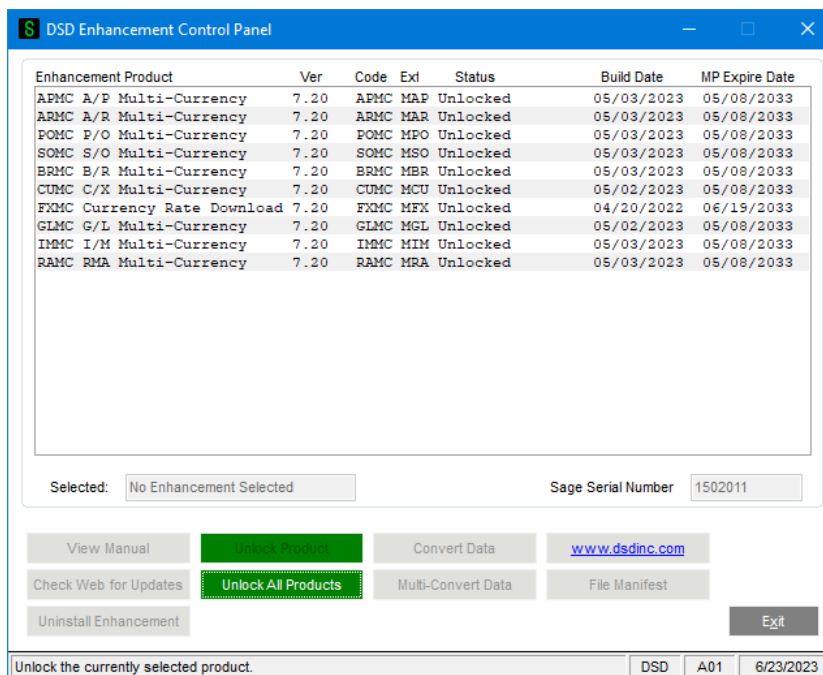 S DSD Enhancement Control Panel
Enhancement Product Ver Code Ext Status Build Date MP Expire Date
APMC A/P Multi-Currency 7.20 APMC MAP Unlocked 05/03/2023 05/08/2033
ARMC A/R Multi-Currency 7.20 ARMC MAR Unlocked 05/03/2023 05/08/2033
POMC P/O Multi-Currency 7.20 POMC MPO Unlocked 05/03/2023 05/08/2033
SOMC S/O Multi-Currency 7.20 SOMC MSO Unlocked 05/03/2023 05/08/2033
BRMC B/R Multi-Currency 7.20 BRMC MBR Unlocked 05/03/2023 05/08/2033
CUMC C/X Multi-Currency 7.20 CUMC MCU Unlocked 05/02/2023 05/08/2033
FXMC Currency Rate Download 7.20 FXMC MFX Unlocked 04/20/2022 06/19/2033
GLMC G/L Multi-Currency 7.20 GLMC MGL Unlocked 05/02/2023 05/08/2033
IMMC I/M Multi-Currency 7.20 IMMC MIM Unlocked 05/03/2023 05/08/2033
RAMC RMA Multi-Currency 7.20 RAMC MRA Unlocked 05/03/2023 05/08/2033
Selected: No Enhancement Selected Sage Serial Number 1502011
View Manual Unlock Product Convert Data www.dsdinc.com
Check Web for Updates Unlock All Products Multi-Convert Data File Manifest
Uninstall Enhancement Exit
Unlock the currently selected product. DSD A01 6/23/2023